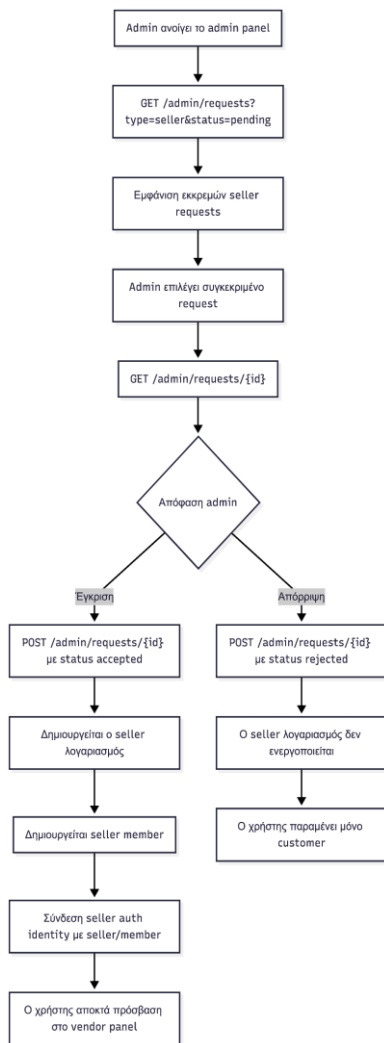 Admin ανοίγει το admin panel
GET /admin/requests?
type=seller&status=pending
Εμφάνιση εκκρεμών seller
requests
Admin επιλέγει συγκεκριμένο
request
GET /admin/requests/{id}
Απόφαση admin
Έγκριση
Απόρριψη
POST /admin/requests/{id}
με status accepted
POST /admin/requests/{id}
με status rejected
Δημιουργείται ο seller
λογαριασμός
Ο seller λογαριασμός δεν
ενεργοποιείται
Δημιουργείται seller member
Ο χρήστης παραμένει μόνο
customer
Σύνδεση seller auth
identity με seller/member
Ο χρήστης αποκτά πρόσβαση
στο vendor panel